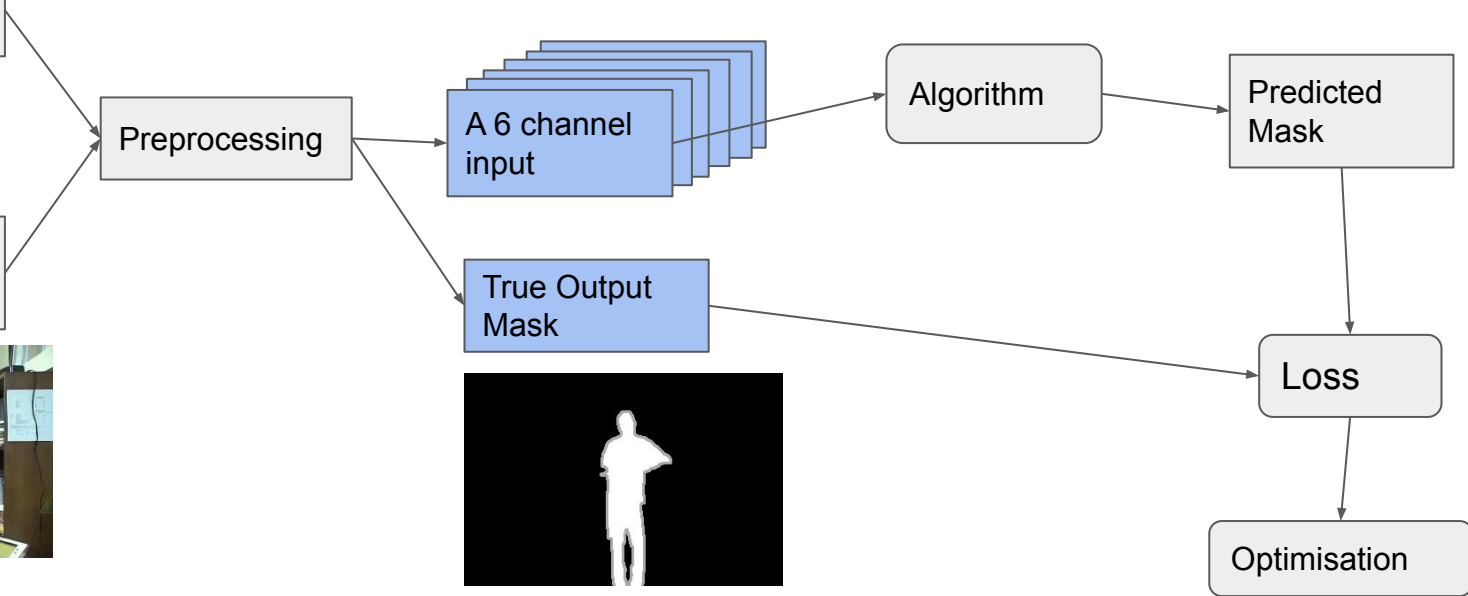 Preprocessing
A 6 channel
input
Algorithm
Predicted
Mask
True Output
Mask
Loss
Optimisation